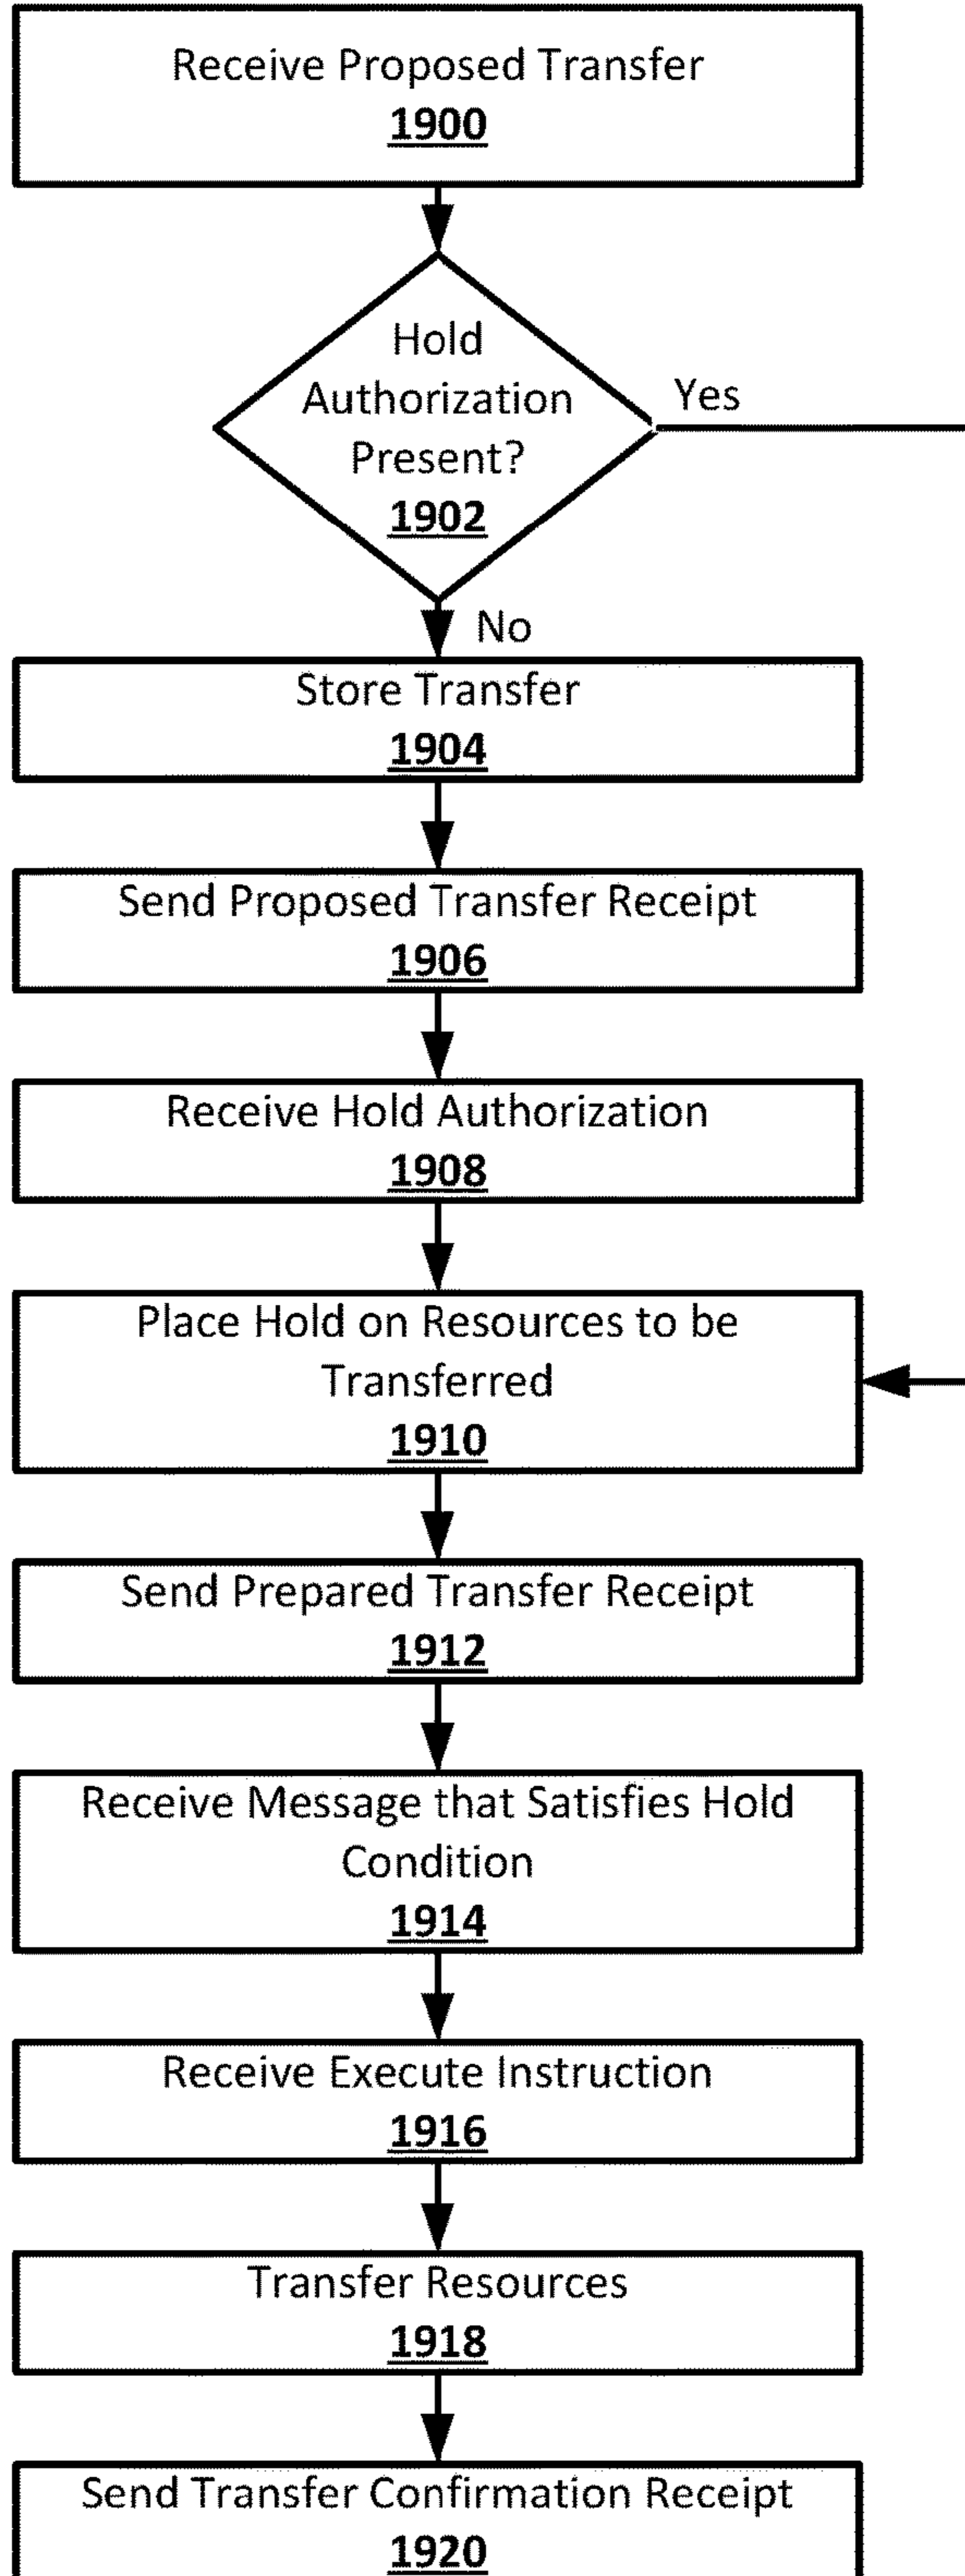 Receive Proposed Transfer
1900
Hold
Authorization
Present?
1902
Yes
No
Store Transfer
1904
Send Proposed Transfer Receipt
1906
Receive Hold Authorization
1908
Place Hold on Resources to be
Transferred
1910
Send Prepared Transfer Receipt
1912
Receive Message that Satisfies Hold
Condition
1914
Receive Execute Instruction
1916
Transfer Resources
1918
Send Transfer Confirmation Receipt
1920